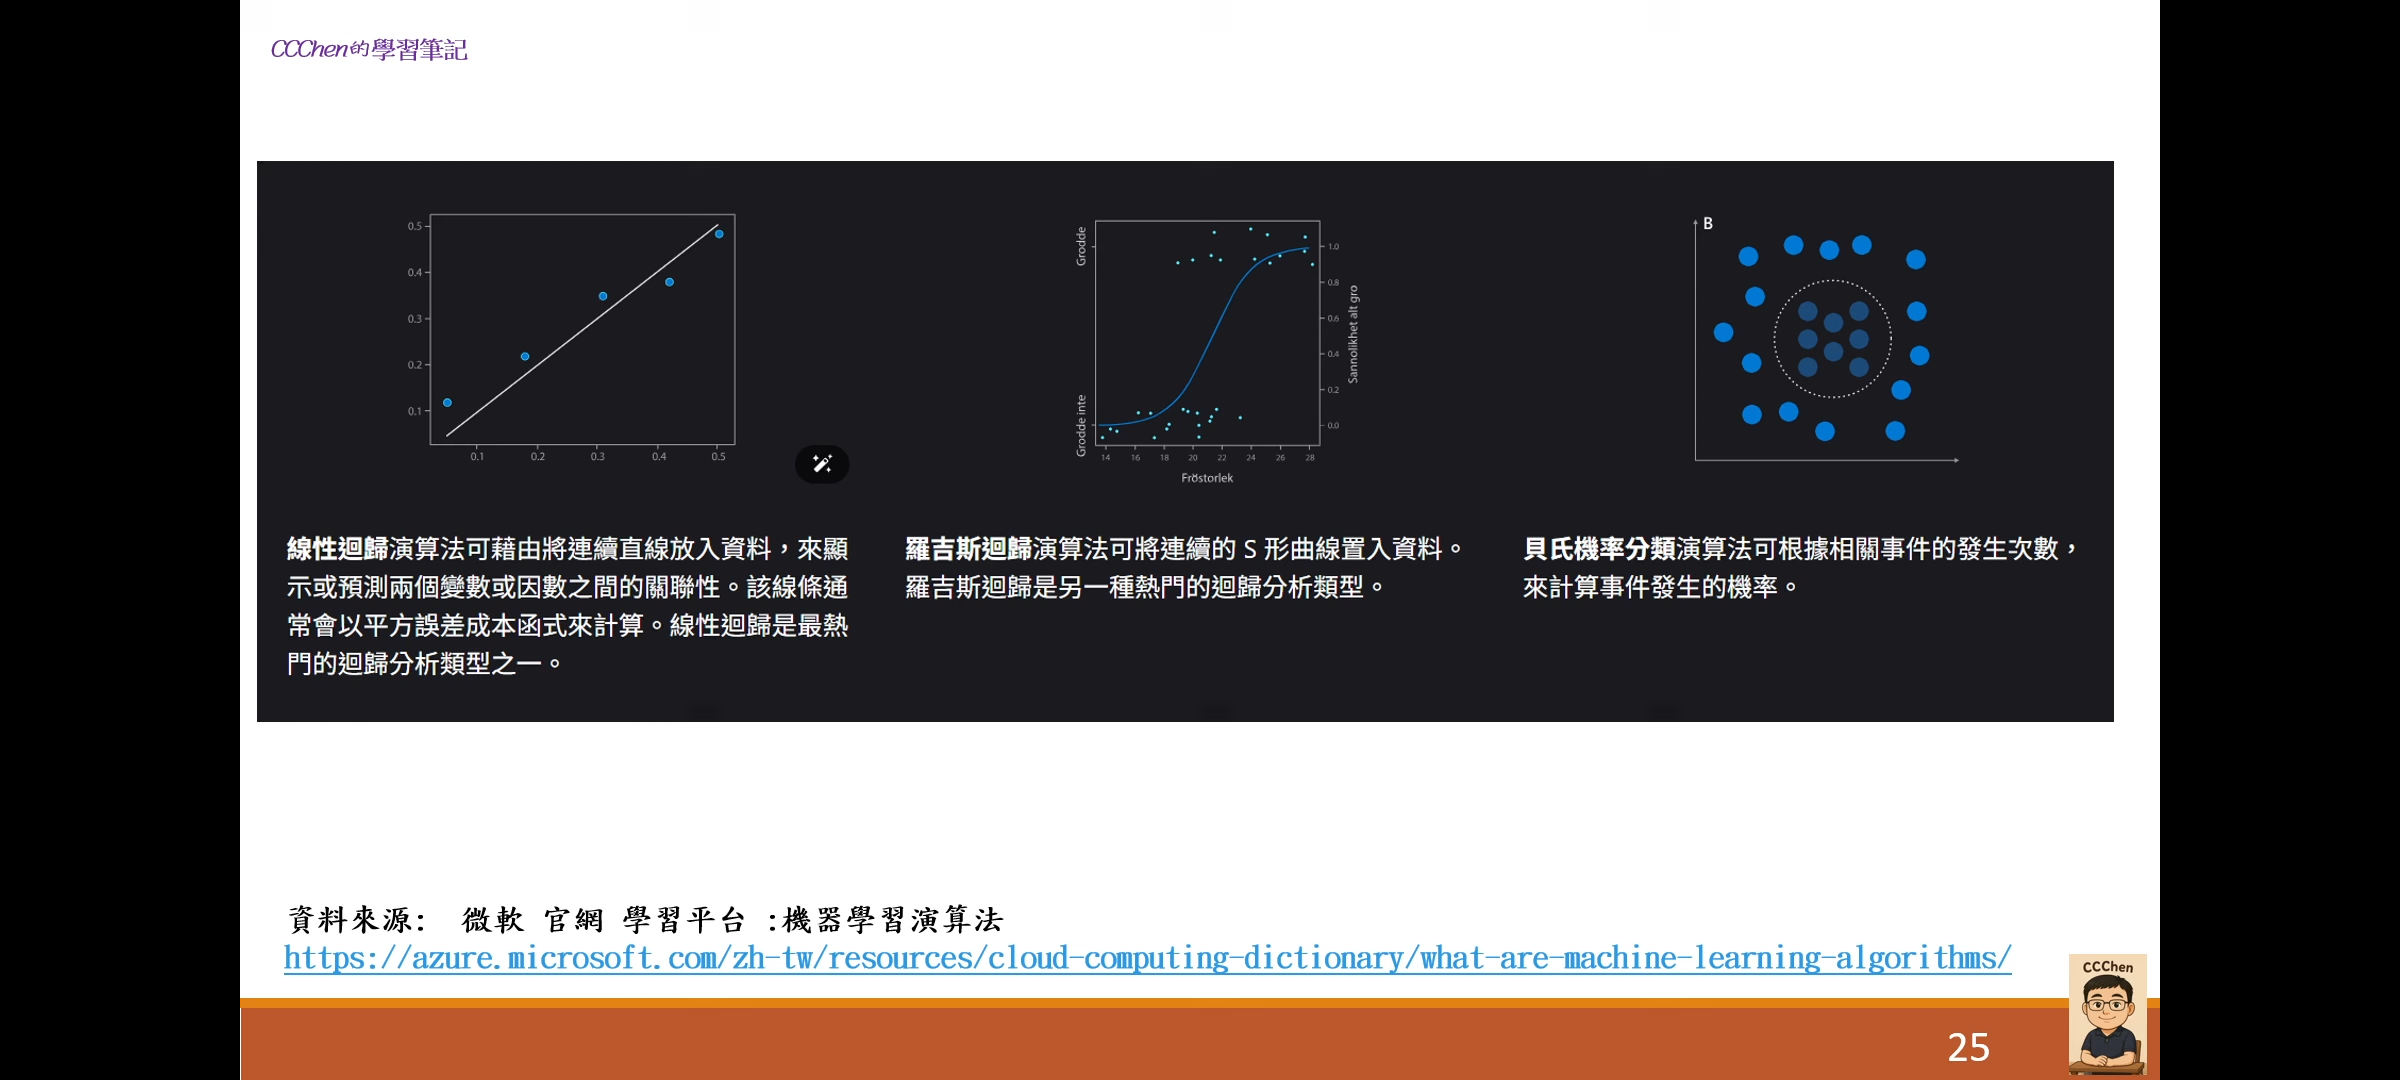 CCChen的學習筆記
0.5
0.4
0.3
0.2
0.1
0.1 0.2 0.3 0.4 0.5
線性迴歸演算法可藉由將連續直線放入資料，來顯
示或預測兩個變數或因數之間的關聯性。該線條通
常會以平方誤差成本函式來計算。線性迴歸是最熱
門的迴歸分析類型之一。
Grodde
Grodde inte
1.0
0.8
0.6
0.4
0.2
0.0
Sannolikhet alt gro
14 16 18 20 22 24 26 28
Fröstorlek
羅吉斯迴歸演算法可將連續的 S 形曲線置入資料。
羅吉斯迴歸是另一種熱門的迴歸分析類型。
B
貝氏機率分類演算法可根據相關事件的發生次數，
來計算事件發生的機率。
資料來源: 微軟 官網 學習平台 :機器學習演算法
https://azure.microsoft.com/zh-tw/resources/cloud-computing-dictionary/what-are-machine-learning-algorithms/
CCChen
25